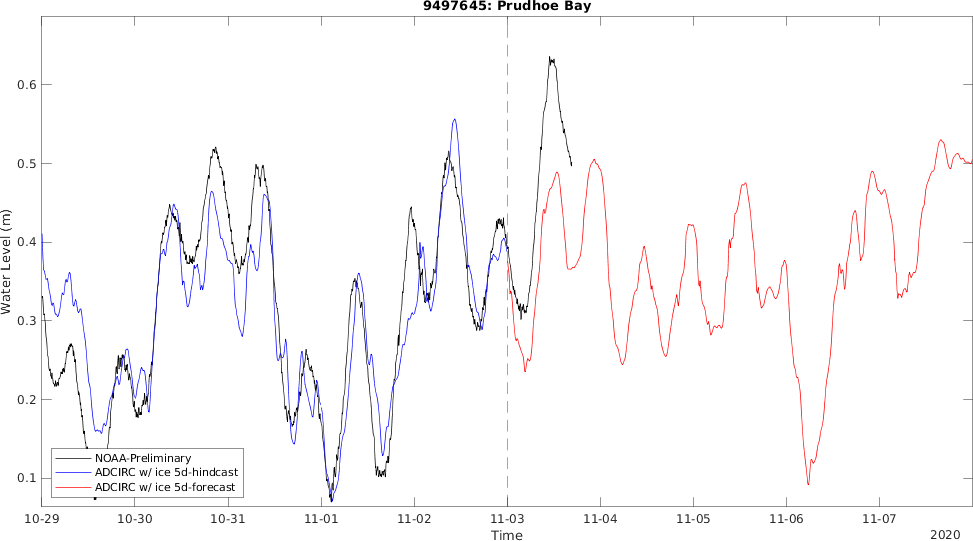 9497645: Prudhoe Bay
Water Level (m)
0.6
0.5
0.4
0.3
0.2
0.1
NOAA-Preliminary
ADCIRC w/ ice 5d-hindcast
ADCIRC w/ ice 5d-forecast
10-29 10-30 10-31 11-01 11-02 11-03 11-04 11-05 11-06 11-07
Time
2020